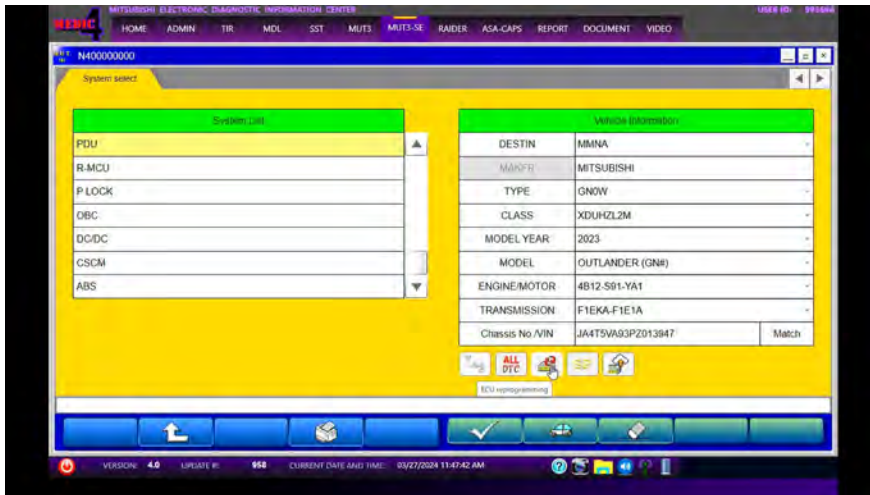 MITSUBISHI ELECTRONIC DIAGNOSTIC INFORMATION CENTER
MEDIC 4
HOME ADMIN TIR MDL SST MUT3 MUT3-SE RAIDER ASA-CAPS REPORT DOCUMENT VIDEO
N400000000
System select
System List
PDU
R-MCU
P LOCK
OBC
DC/DC
CSCM
ABS
Vehicle Information
DESTIN MMNA
MAKER MITSUBISHI
TYPE GN0W
CLASS XDUHZL2M
MODEL YEAR 2023
MODEL OUTLANDER (GN#)
ENGINE/MOTOR 4B12-S91-YA1
TRANSMISSION F1EKA-F1E1A
Chassis No./VIN JA4T5VA93PZ013947 Match
ALL DTC
ECU reprogramming
VERSION: 4.0 UPDATE #: 958 CURRENT DATE AND TIME: 03/27/2024 11:47:42 AM